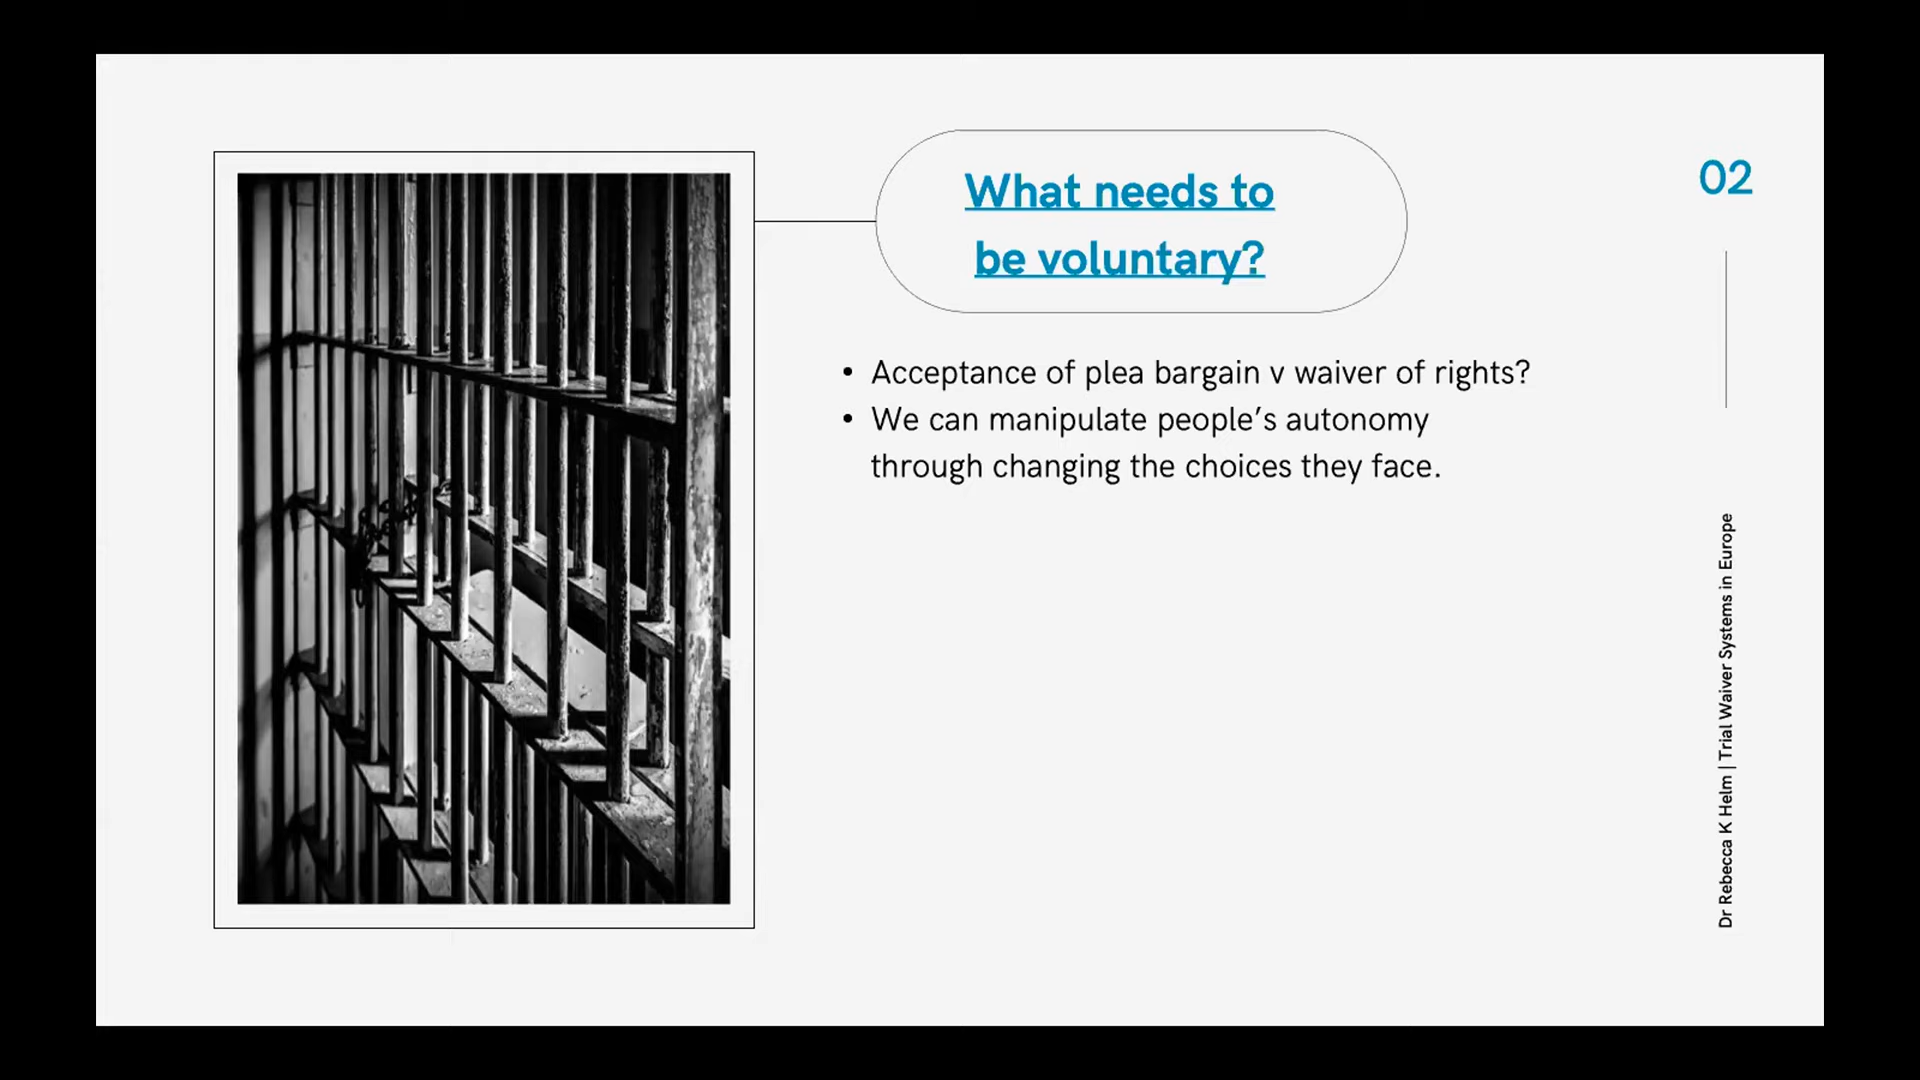 What needs to
be voluntary?
02
• Acceptance of plea bargain v waiver of rights?
• We can manipulate people’s autonomy
through changing the choices they face.
Dr Rebecca K Helm | Trial Waiver Systems in Europe